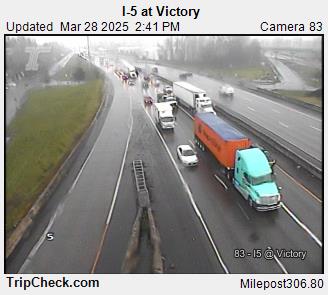 I-5 at Victory
Updated Mar 28 2025 2:41 PM Camera 83
S
83 - I5 @ Victory
TripCheck.com Milepost306.80